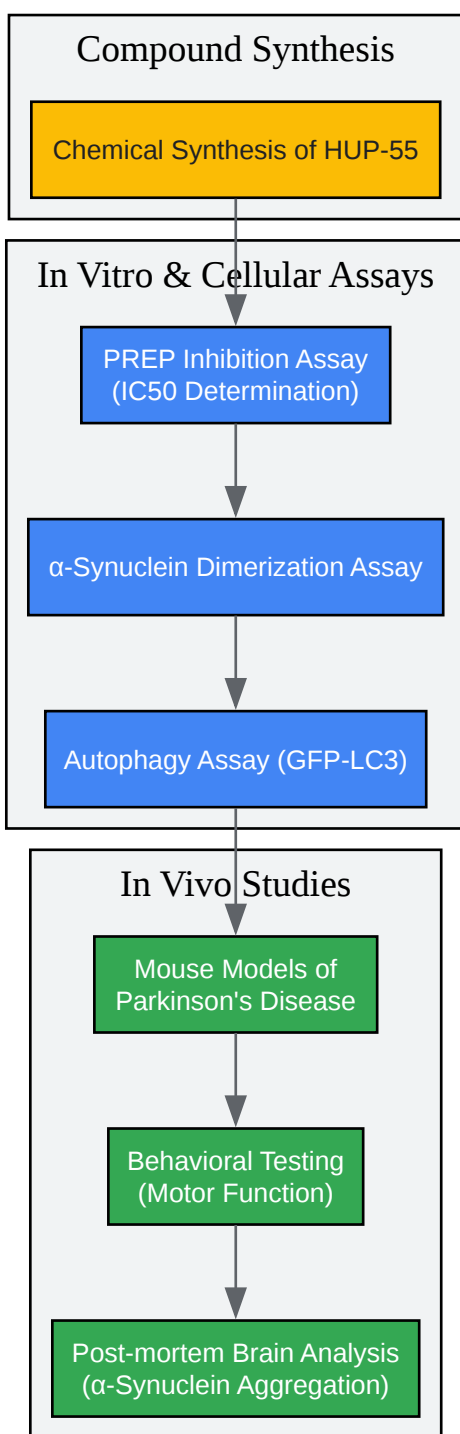 Compound Synthesis
Chemical Synthesis of HUP-55
In Vitro & Cellular Assays
PREP Inhibition Assay
(IC50 Determination)
α-Synuclein Dimerization Assay
Autophagy Assay (GFP-LC3)
In Vivo Studies
Mouse Models of
Parkinson's Disease
Behavioral Testing
(Motor Function)
Post-mortem Brain Analysis
(α-Synuclein Aggregation)